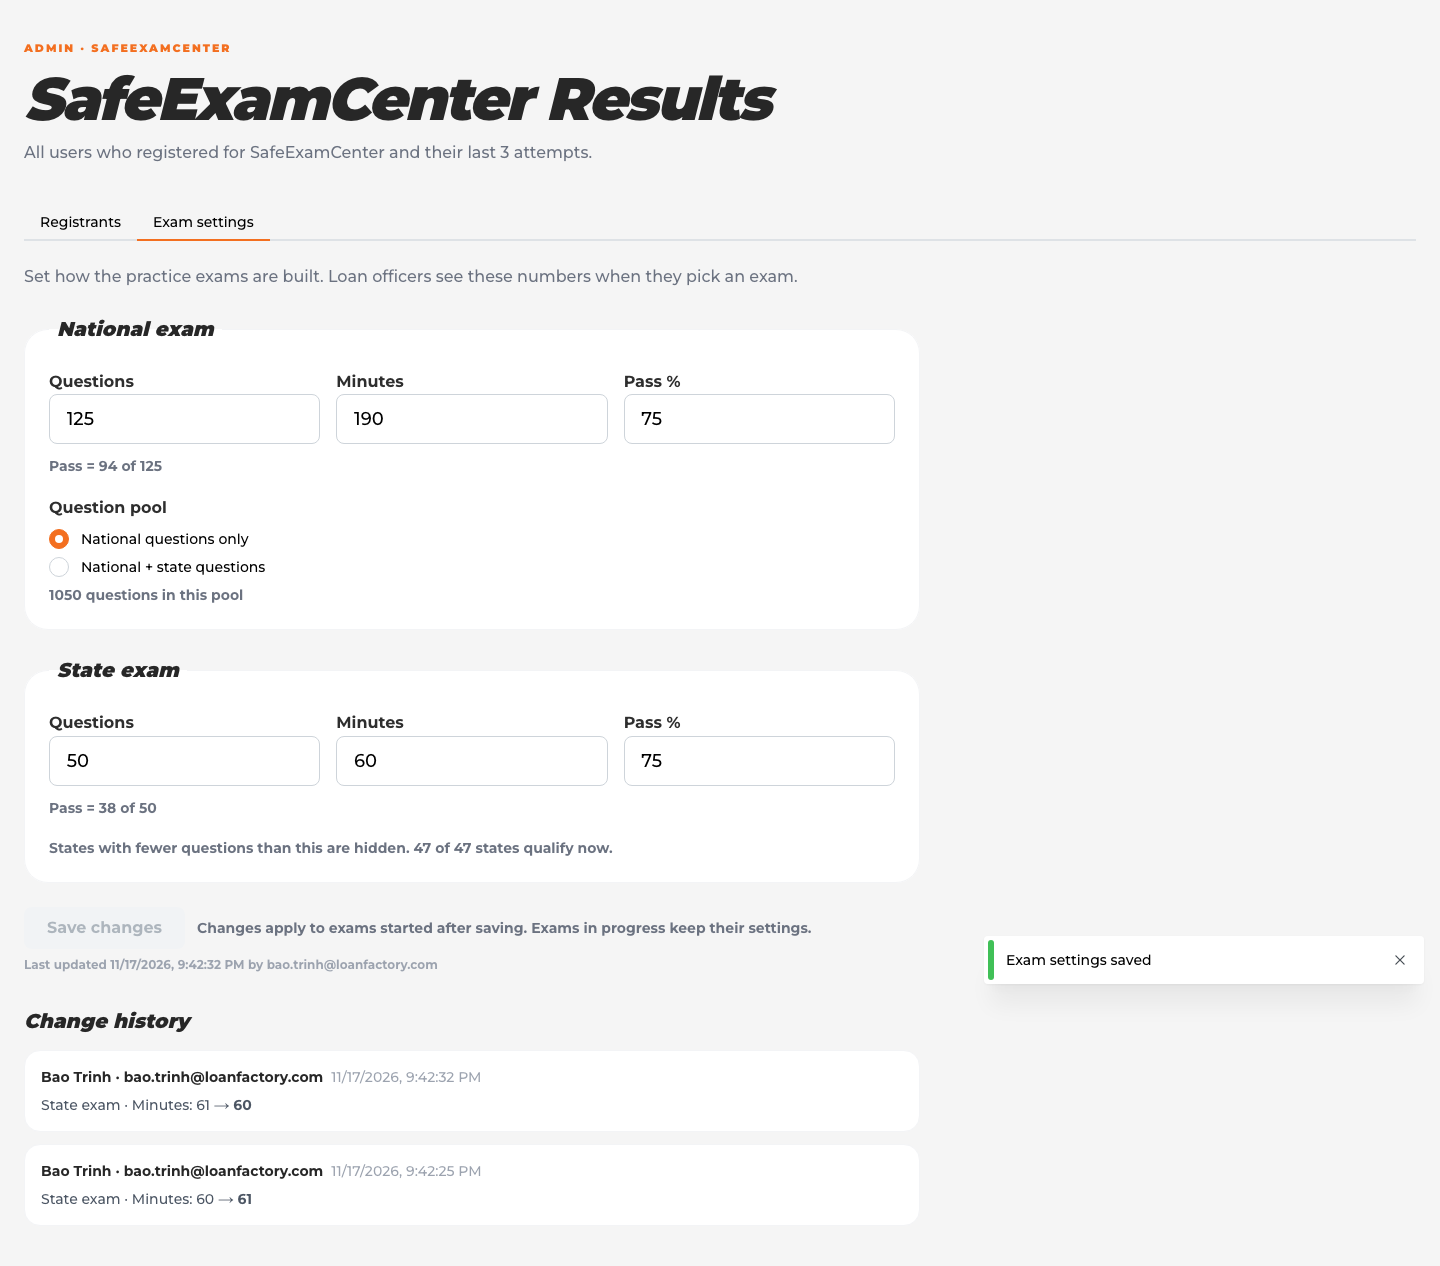 ADMIN · SAFEEXAMCENTER
SafeExamCenter Results
All users who registered for SafeExamCenter and their last 3 attempts.
Registrants Exam settings
Set how the practice exams are built. Loan officers see these numbers when they pick an exam.
National exam
Questions Minutes Pass %
125 190 75
Pass = 94 of 125
Question pool
National questions only
National + state questions
1050 questions in this pool
State exam
Questions Minutes Pass %
50 60 75
Pass = 38 of 50
States with fewer questions than this are hidden. 47 of 47 states qualify now.
Save changes Changes apply to exams started after saving. Exams in progress keep their settings.
Last updated 11/17/2026, 9:42:32 PM by bao.trinh@loanfactory.com
Exam settings saved
Change history
Bao Trinh · bao.trinh@loanfactory.com 11/17/2026, 9:42:32 PM
State exam · Minutes: 61 → 60
Bao Trinh · bao.trinh@loanfactory.com 11/17/2026, 9:42:25 PM
State exam · Minutes: 60 → 61